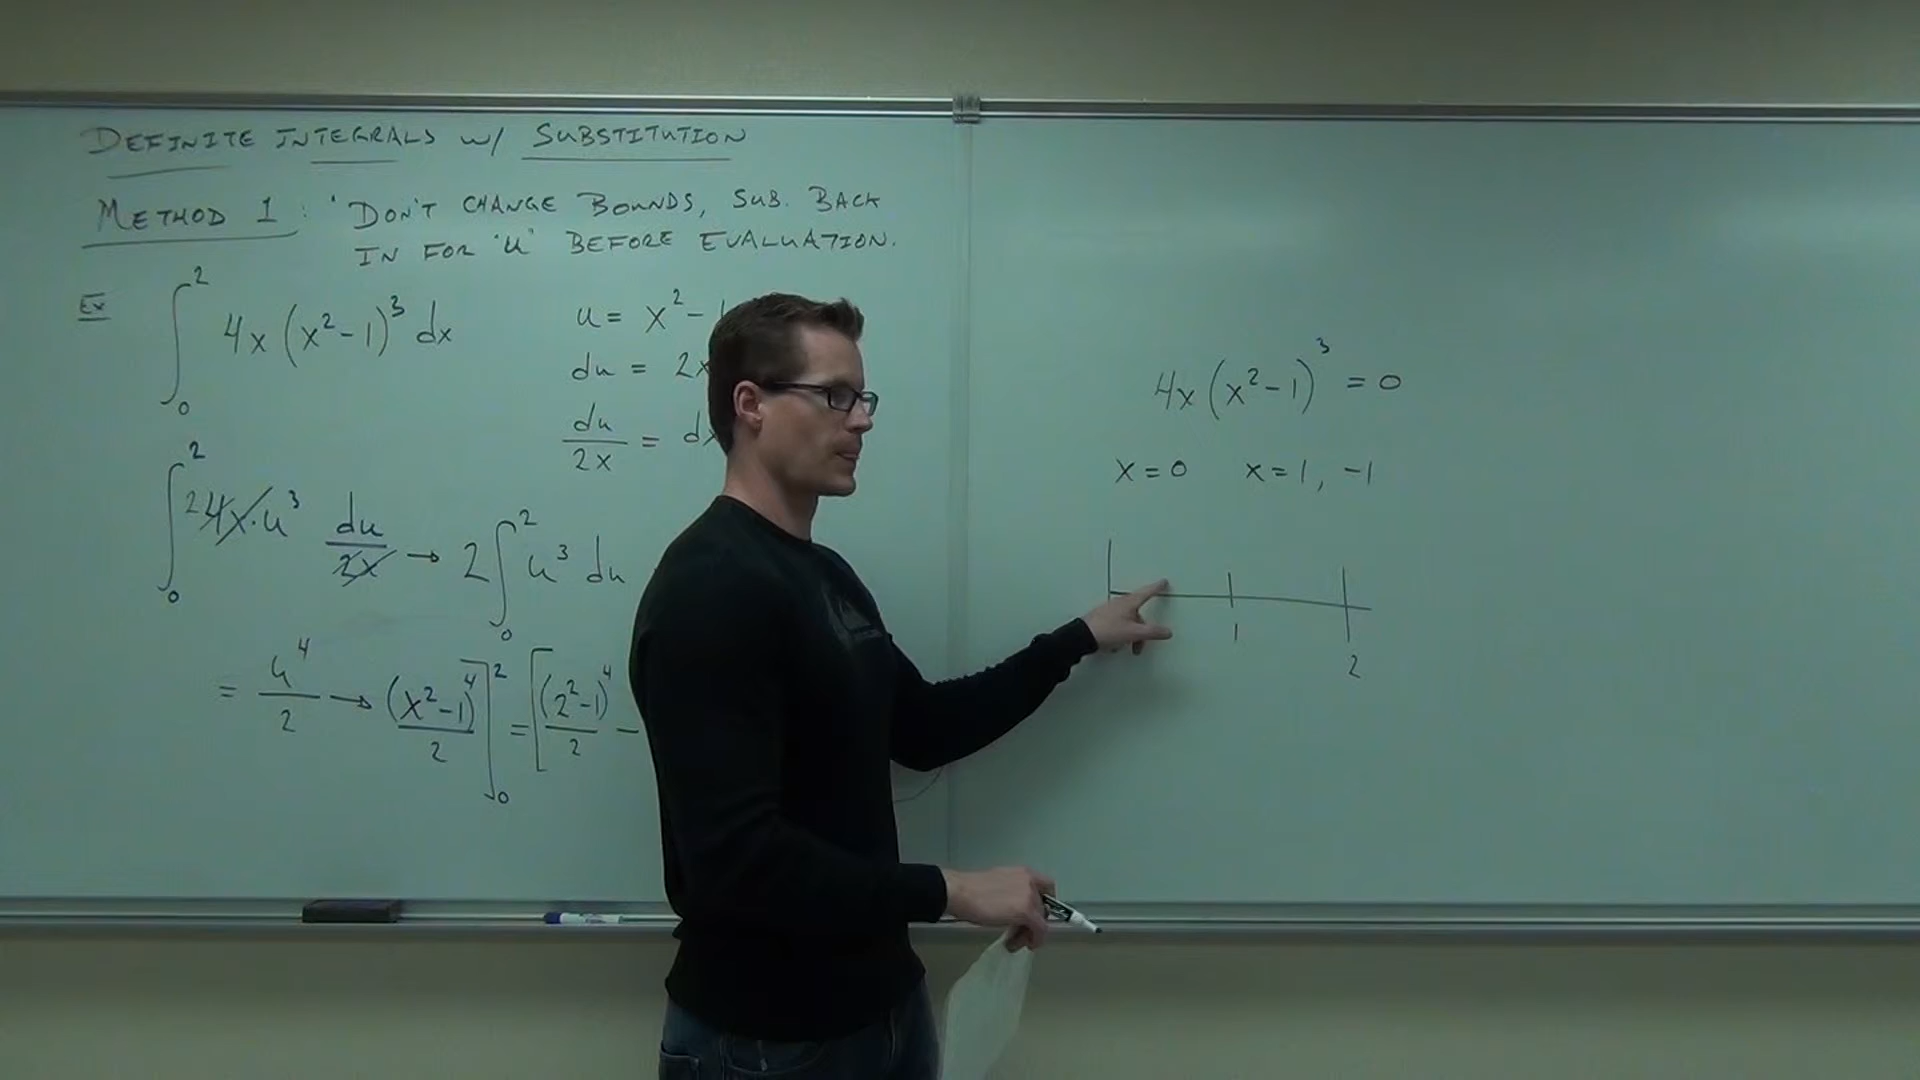 DEFINITE INTEGRALS w/ SUBSTITUTION
METHOD 1: "DON'T CHANGE BOUNDS, SUB. BACK
IN FOR "u" BEFORE EVALUATION.
Ex ∫₀² 4x(x²-1)³ dx
u = x²-1
du = 2x
du/2x = dx
∫₀² 2 4x·u³ du/2x → 2∫₀² u³ du
= u⁴/2 → (x²-1)⁴/2 ]₀² = [(2²-1)⁴/2 -
4x(x²-1)³ = 0
x = 0 x = 1, -1
1 2